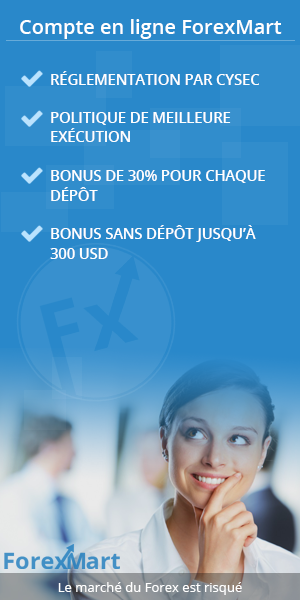 Compte en ligne ForexMart
RÉGLEMENTATION PAR CYSEC
POLITIQUE DE MEILLEURE
EXÉCUTION
BONUS DE 30% POUR CHAQUE
DÉPÔT
BONUS SANS DÉPÔT JUSQU'À
300 USD
Fx
ForexMart
Le marché du Forex est risqué